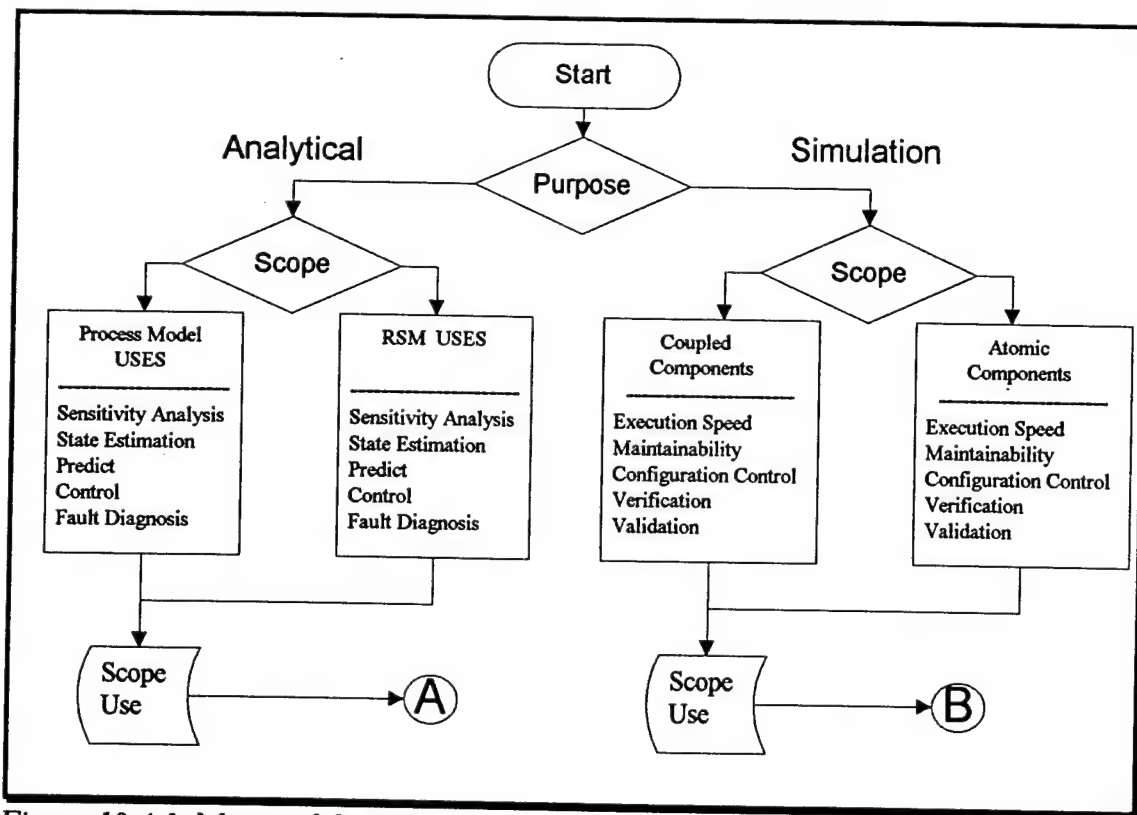 Start
Analytical
Simulation
Purpose
Scope
Scope
Process Model
USES
Sensitivity Analysis
State Estimation
Predict
Control
Fault Diagnosis
RSM USES
Sensitivity Analysis
State Estimation
Predict
Control
Fault Diagnosis
Coupled
Components
Execution Speed
Maintainability
Configuration Control
Verification
Validation
Atomic
Components
Execution Speed
Maintainability
Configuration Control
Verification
Validation
Scope
Use
A
Scope
Use
B